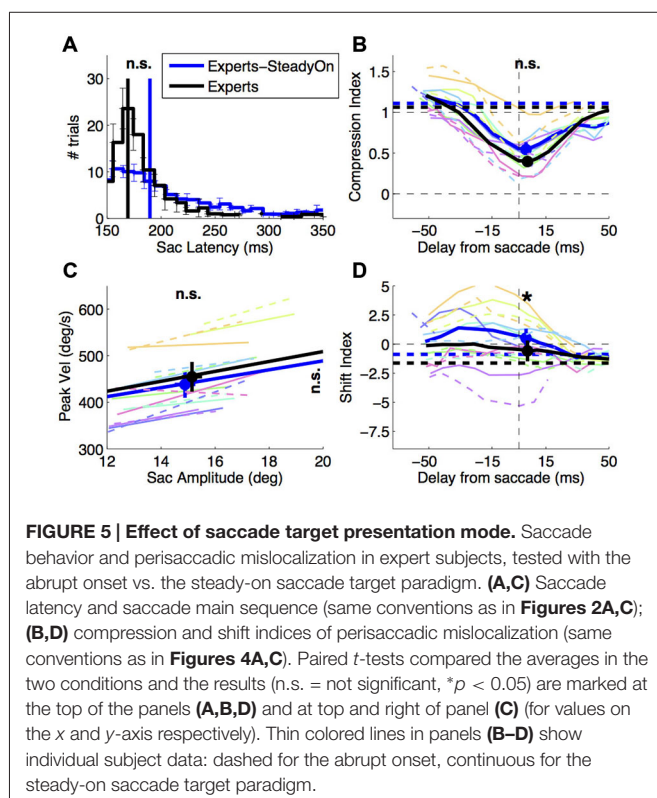 A
n.s.
Experts-SteadyOn
Experts
30
20
10
0
# trials
150 200 250 300 350
Sac Latency (ms)
B
n.s.
1.5
1
0.5
0
Compression Index
-50 -15 15 50
Delay from saccade (ms)
C
n.s.
600
500
400
300
Peak Vel (deg/s)
n.s.
12 14 16 18 20
Sac Amplitude (deg)
D
*
5
2.5
0
-2.5
-5
-7.5
Shift Index
-50 -15 15 50
Delay from saccade (ms)
FIGURE 5 | Effect of saccade target presentation mode. Saccade
behavior and perisaccadic mislocalization in expert subjects, tested with the
abrupt onset vs. the steady-on saccade target paradigm. (A,C) Saccade
latency and saccade main sequence (same conventions as in Figures 2A,C);
(B,D) compression and shift indices of perisaccadic mislocalization (same
conventions as in Figures 4A,C). Paired t-tests compared the averages in the
two conditions and the results (n.s. = not significant, *p < 0.05) are marked at
the top of the panels (A,B,D) and at top and right of panel (C) (for values on
the x and y-axis respectively). Thin colored lines in panels (B–D) show
individual subject data: dashed for the abrupt onset, continuous for the
steady-on saccade target paradigm.